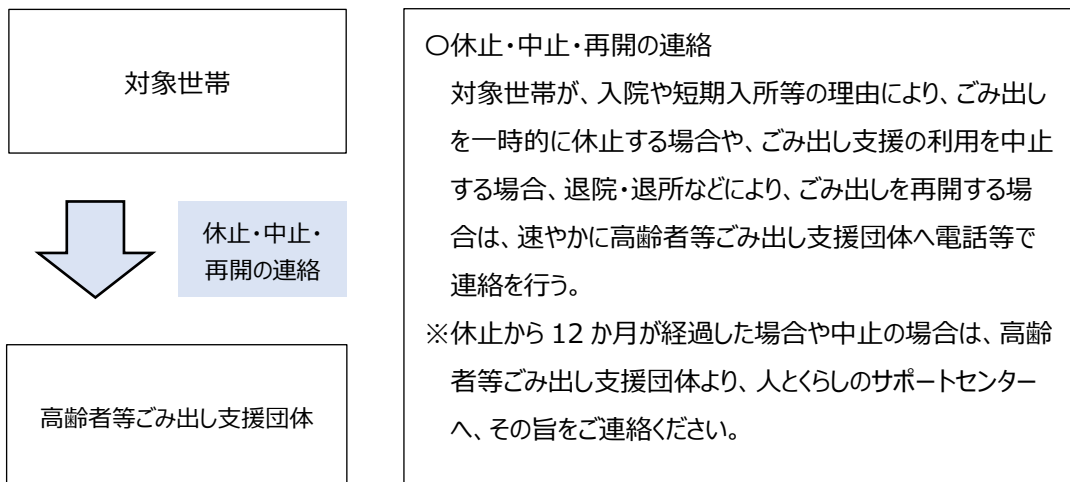 対象世帯
休止・中止・
再開の連絡
高齢者等ごみ出し支援団体
〇休止・中止・再開の連絡
対象世帯が、入院や短期入所等の理由により、ごみ出し
を一時的に休止する場合や、ごみ出し支援の利用を中止
する場合、退院・退所などにより、ごみ出しを再開する場
合は、速やかに高齢者等ごみ出し支援団体へ電話等で
連絡を行う。
※休止から 12 か月が経過した場合や中止の場合は、高齢
者等ごみ出し支援団体より、人とくらしのサポートセンター
へ、その旨をご連絡ください。